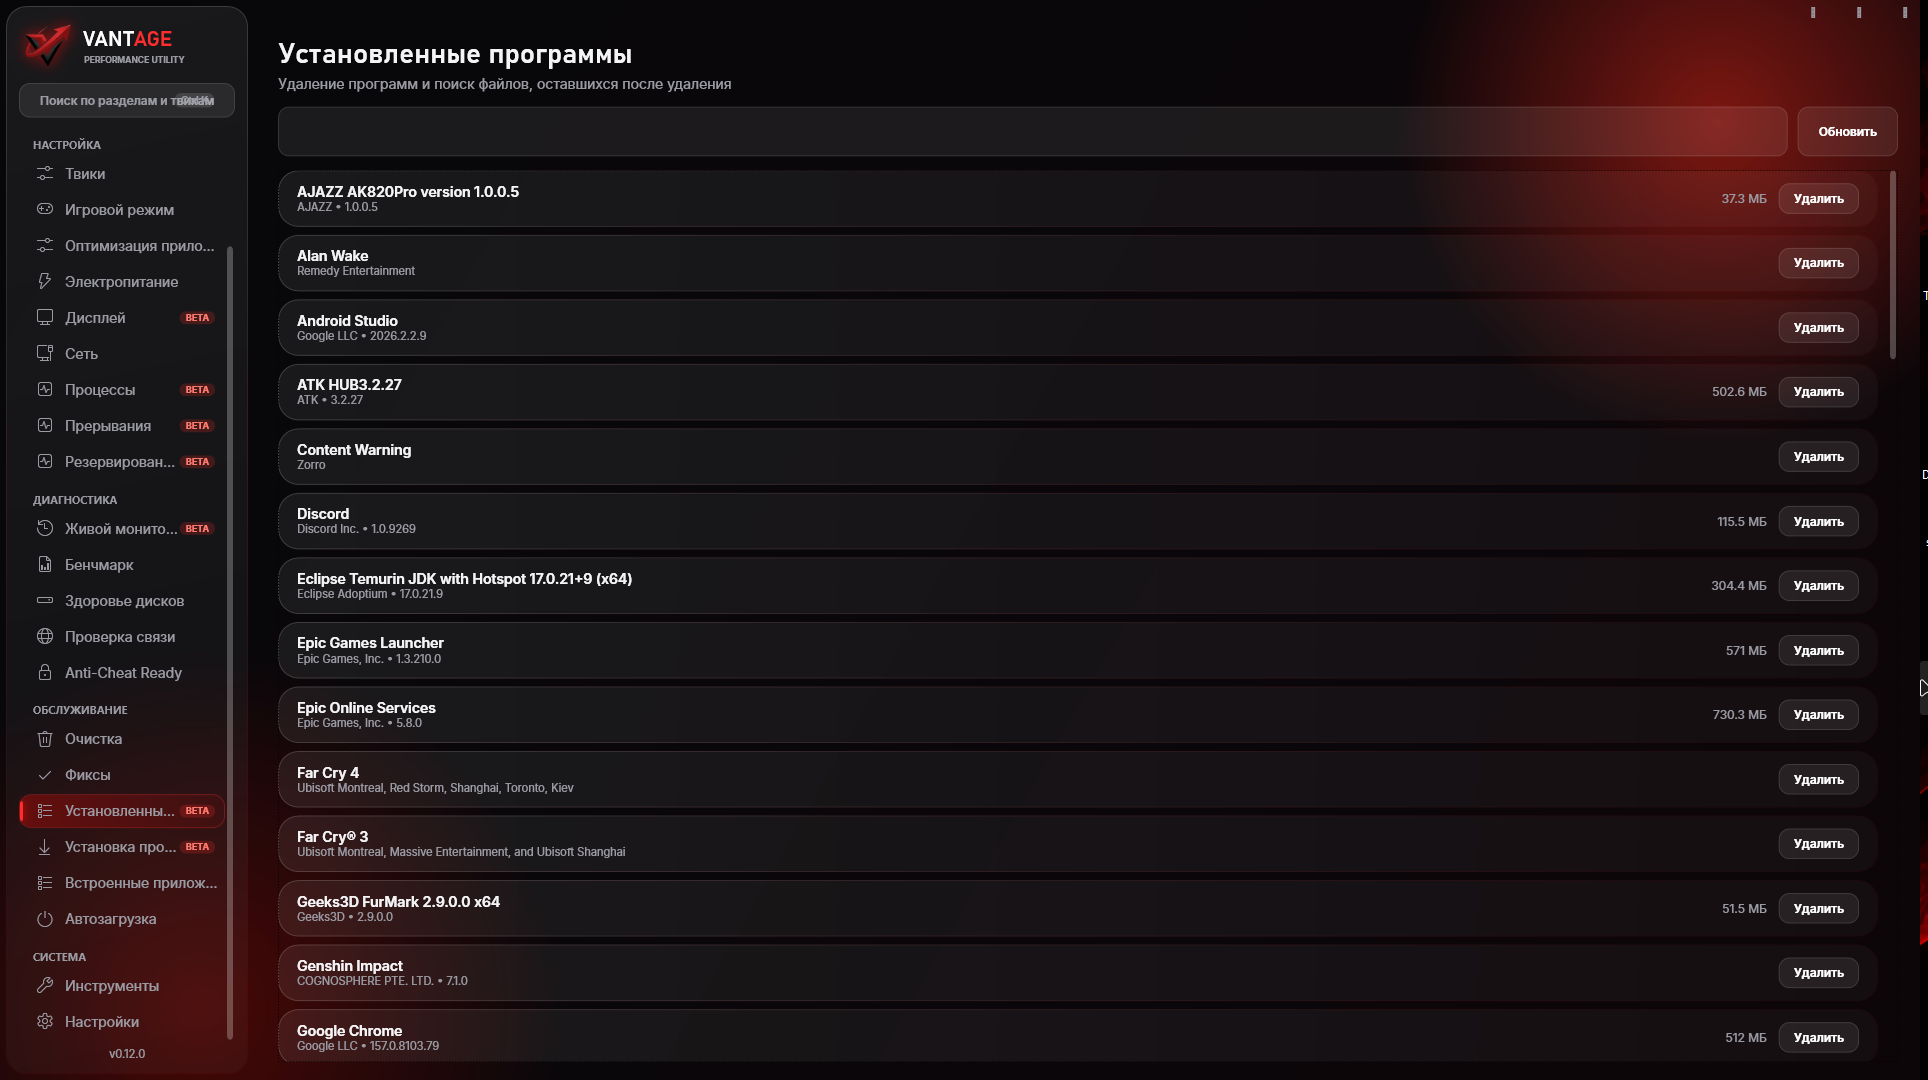 VANTAGE
PERFORMANCE UTILITY
Поиск по разделам и твикам
НАСТРОЙКА
Твики
Игровой режим
Оптимизация прило...
Электропитание
Дисплей BETA
Сеть
Процессы BETA
Прерывания BETA
Резервирован... BETA
ДИАГНОСТИКА
Живой монито... BETA
Бенчмарк
Здоровье дисков
Проверка связи
Anti-Cheat Ready
ОБСЛУЖИВАНИЕ
Очистка
Фиксы
Установленны... BETA
Установка про... BETA
Встроенные прилож...
Автозагрузка
СИСТЕМА
Инструменты
Настройки
v0.12.0
Установленные программы
Удаление программ и поиск файлов, оставшихся после удаления
Обновить
AJAZZ AK820Pro version 1.0.0.5
AJAZZ • 1.0.0.5
37.3 МБ Удалить
Alan Wake
Remedy Entertainment
Удалить
Android Studio
Google LLC • 2026.2.2.9
Удалить
ATK HUB3.2.27
ATK • 3.2.27
502.6 МБ Удалить
Content Warning
Zorro
Удалить
Discord
Discord Inc. • 1.0.9269
115.5 МБ Удалить
Eclipse Temurin JDK with Hotspot 17.0.21+9 (x64)
Eclipse Adoptium • 17.0.21.9
304.4 МБ Удалить
Epic Games Launcher
Epic Games, Inc. • 1.3.210.0
571 МБ Удалить
Epic Online Services
Epic Games, Inc. • 5.8.0
730.3 МБ Удалить
Far Cry 4
Ubisoft Montreal, Red Storm, Shanghai, Toronto, Kiev
Удалить
Far Cry® 3
Ubisoft Montreal, Massive Entertainment, and Ubisoft Shanghai
Удалить
Geeks3D FurMark 2.9.0.0 x64
Geeks3D • 2.9.0.0
51.5 МБ Удалить
Genshin Impact
COGNOSPHERE PTE. LTD. • 7.1.0
Удалить
Google Chrome
Google LLC • 157.0.8103.79
512 МБ Удалить